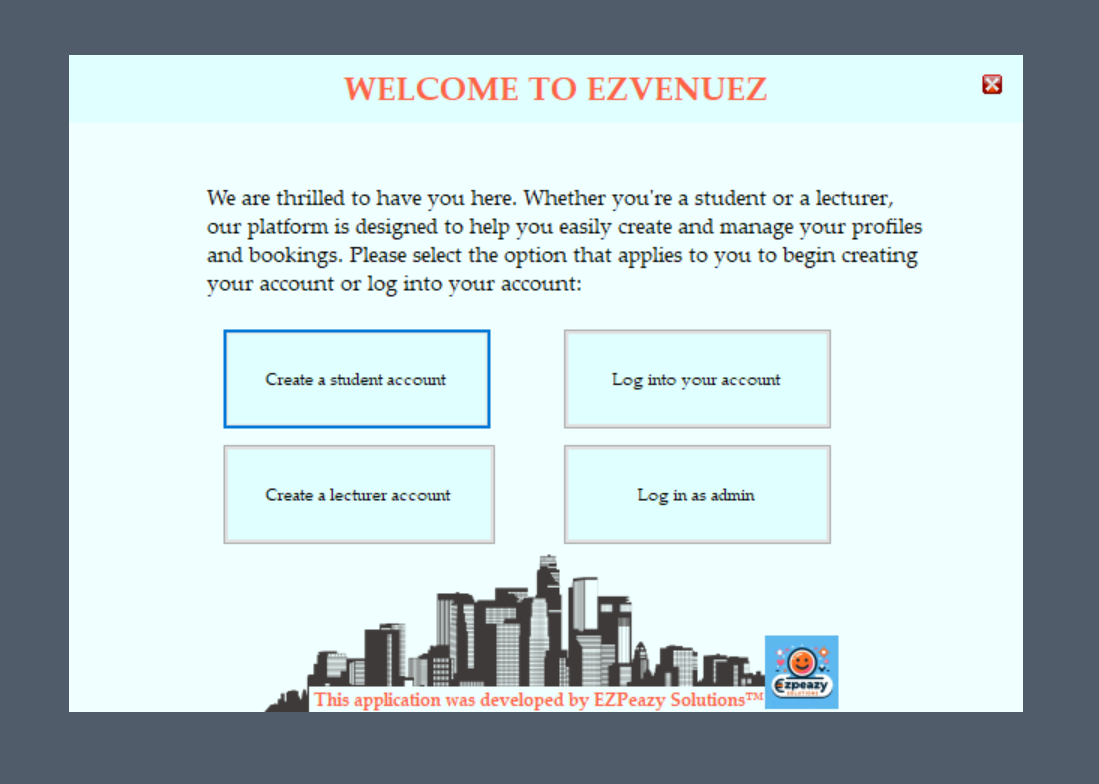 WELCOME TO EZVENUEZ
We are thrilled to have you here. Whether you're a student or a lecturer,
our platform is designed to help you easily create and manage your profiles
and bookings. Please select the option that applies to you to begin creating
your account or log into your account:
Create a student account
Log into your account
Create a lecturer account
Log in as admin
This application was developed by EZPeazy Solutions™
Ezpeazy
SOLUTIONS